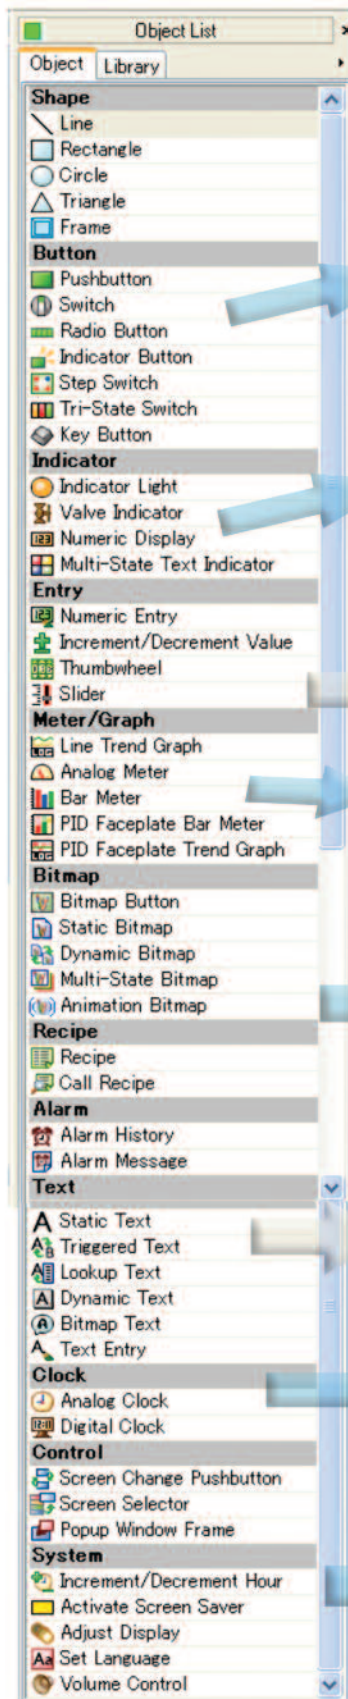 Object List
Object Library
Shape
Line
Rectangle
Circle
Triangle
Frame
Button
Pushbutton
Switch
Radio Button
Indicator Button
Step Switch
Tri-State Switch
Key Button
Indicator
Indicator Light
Valve Indicator
Numeric Display
Multi-State Text Indicator
Entry
Numeric Entry
Increment/Decrement Value
Thumbwheel
Slider
Meter/Graph
Line Trend Graph
Analog Meter
Bar Meter
PID Faceplate Bar Meter
PID Faceplate Trend Graph
Bitmap
Bitmap Button
Static Bitmap
Dynamic Bitmap
Multi-State Bitmap
Animation Bitmap
Recipe
Recipe
Call Recipe
Alarm
Alarm History
Alarm Message
Text
Static Text
Triggered Text
Lookup Text
Dynamic Text
Bitmap Text
Text Entry
Clock
Analog Clock
Digital Clock
Control
Screen Change Pushbutton
Screen Selector
Popup Window Frame
System
Increment/Decrement Hour
Activate Screen Saver
Adjust Display
Set Language
Volume Control